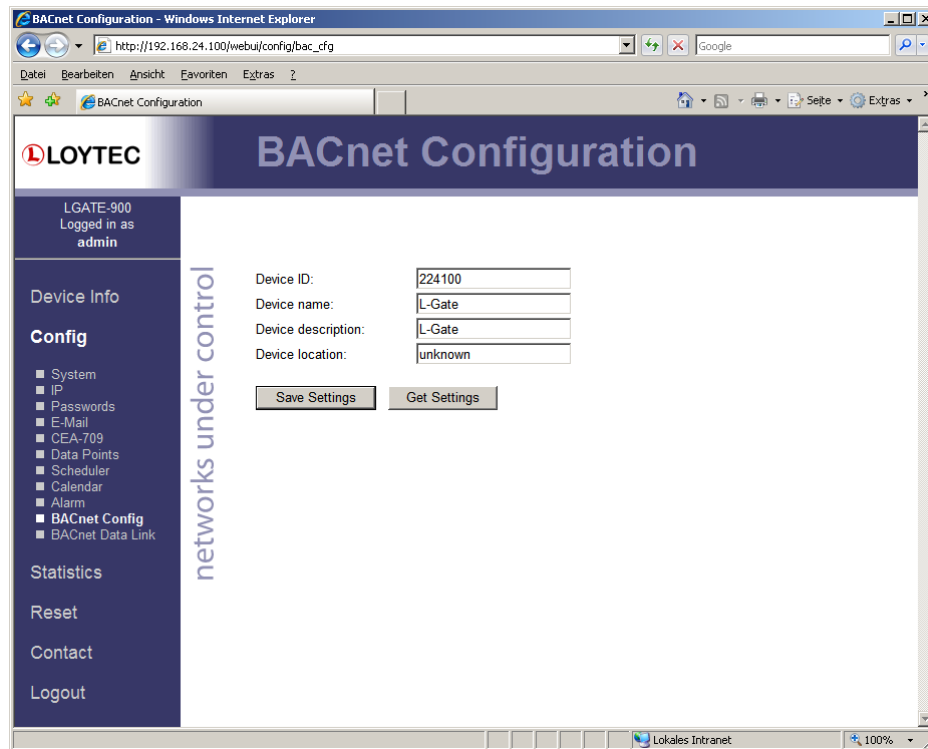 BACnet Configuration - Windows Internet Explorer
http://192.168.24.100/webui/config/bac_cfg
Google
Datei Bearbeiten Ansicht Favoriten Extras ?
BACnet Configuration
Seite
Extras
LOYTEC
BACnet Configuration
LGATE-900
Logged in as
admin
Device Info
Config
System
IP
Passwords
E-Mail
CEA-709
Data Points
Scheduler
Calendar
Alarm
BACnet Config
BACnet Data Link
Statistics
Reset
Contact
Logout
networks under control
Device ID: 224100
Device name: L-Gate
Device description: L-Gate
Device location: unknown
Save Settings Get Settings
Lokales Intranet 100%